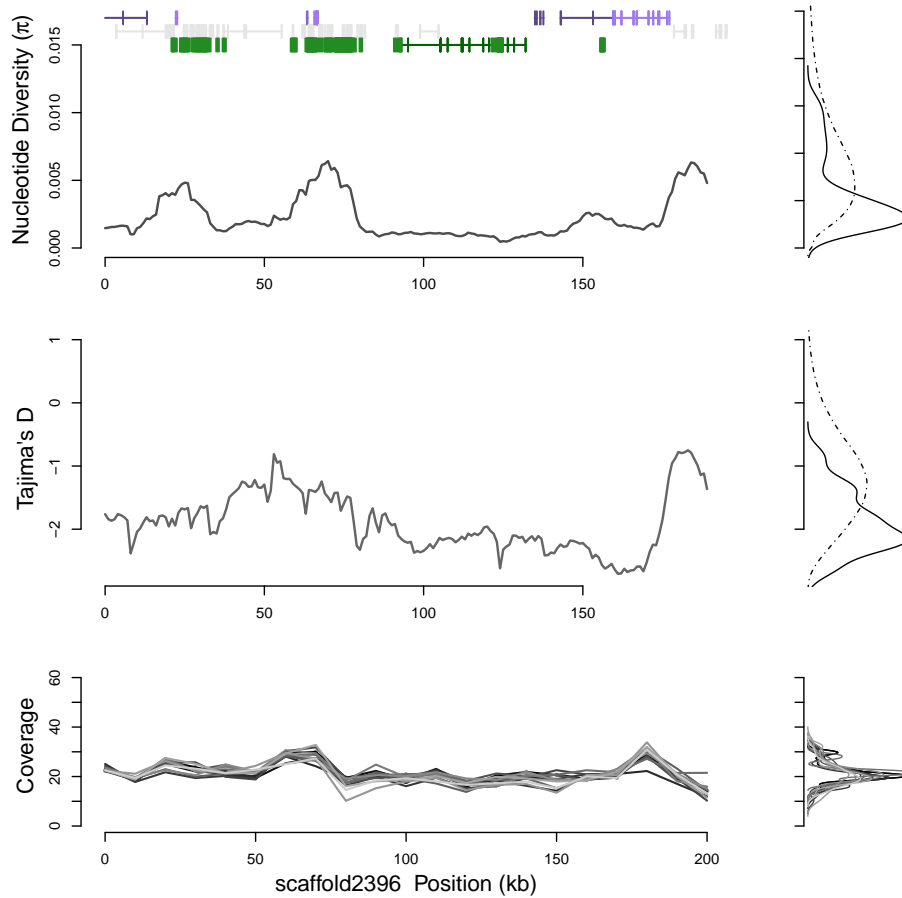 Nucleotide Diversity (π)
0.015
0.010
0.005
0.000
0 50 100 150
Tajima's D
1
0
−1
−2
0 50 100 150
Coverage
60
40
20
0
0 50 100 150 200
scaffold2396 Position (kb)